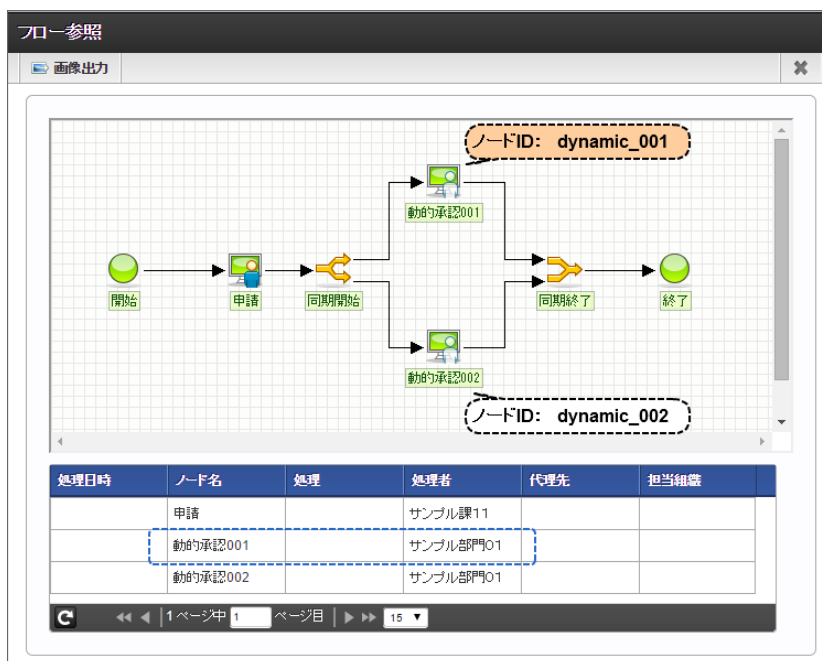 フロー参照
画像出力
ノードID: dynamic_001
動的承認001
開始
申請
同期開始
同期終了
終了
動的承認002
ノードID: dynamic_002
処理日時 ノード名 処理 処理者 代理先 担当組織
申請 サンプル課11
動的承認001 サンプル部門01
動的承認002 サンプル部門01
1 ページ中 1 ページ目 15